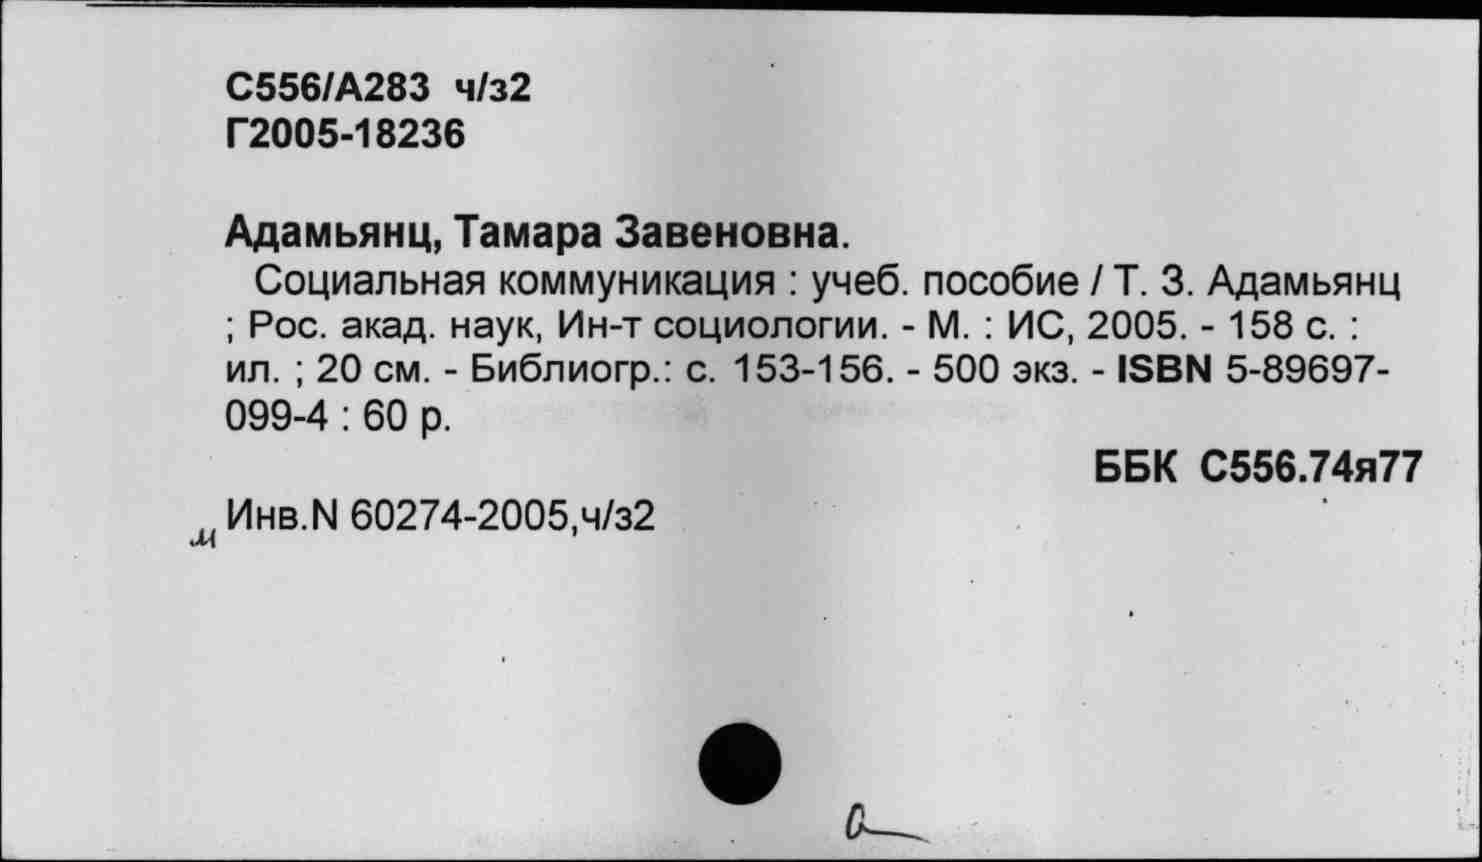 С556/А283 ч/з2
Г2005-18236
Адамьянц, Тамара Завеновна.
Социальная коммуникация : учеб. пособие / Т. З. Адамьянц
; Рос. акад. наук, Ин-т социологии. - М. : ИС, 2005. - 158 с. :
ил. ; 20 см. - Библиогр.: с. 153-156. - 500 экз. - ISBN 5-89697-
099-4 : 60 р.
ББК С556.74я77
Инв.N 60274-2005,ч/з2